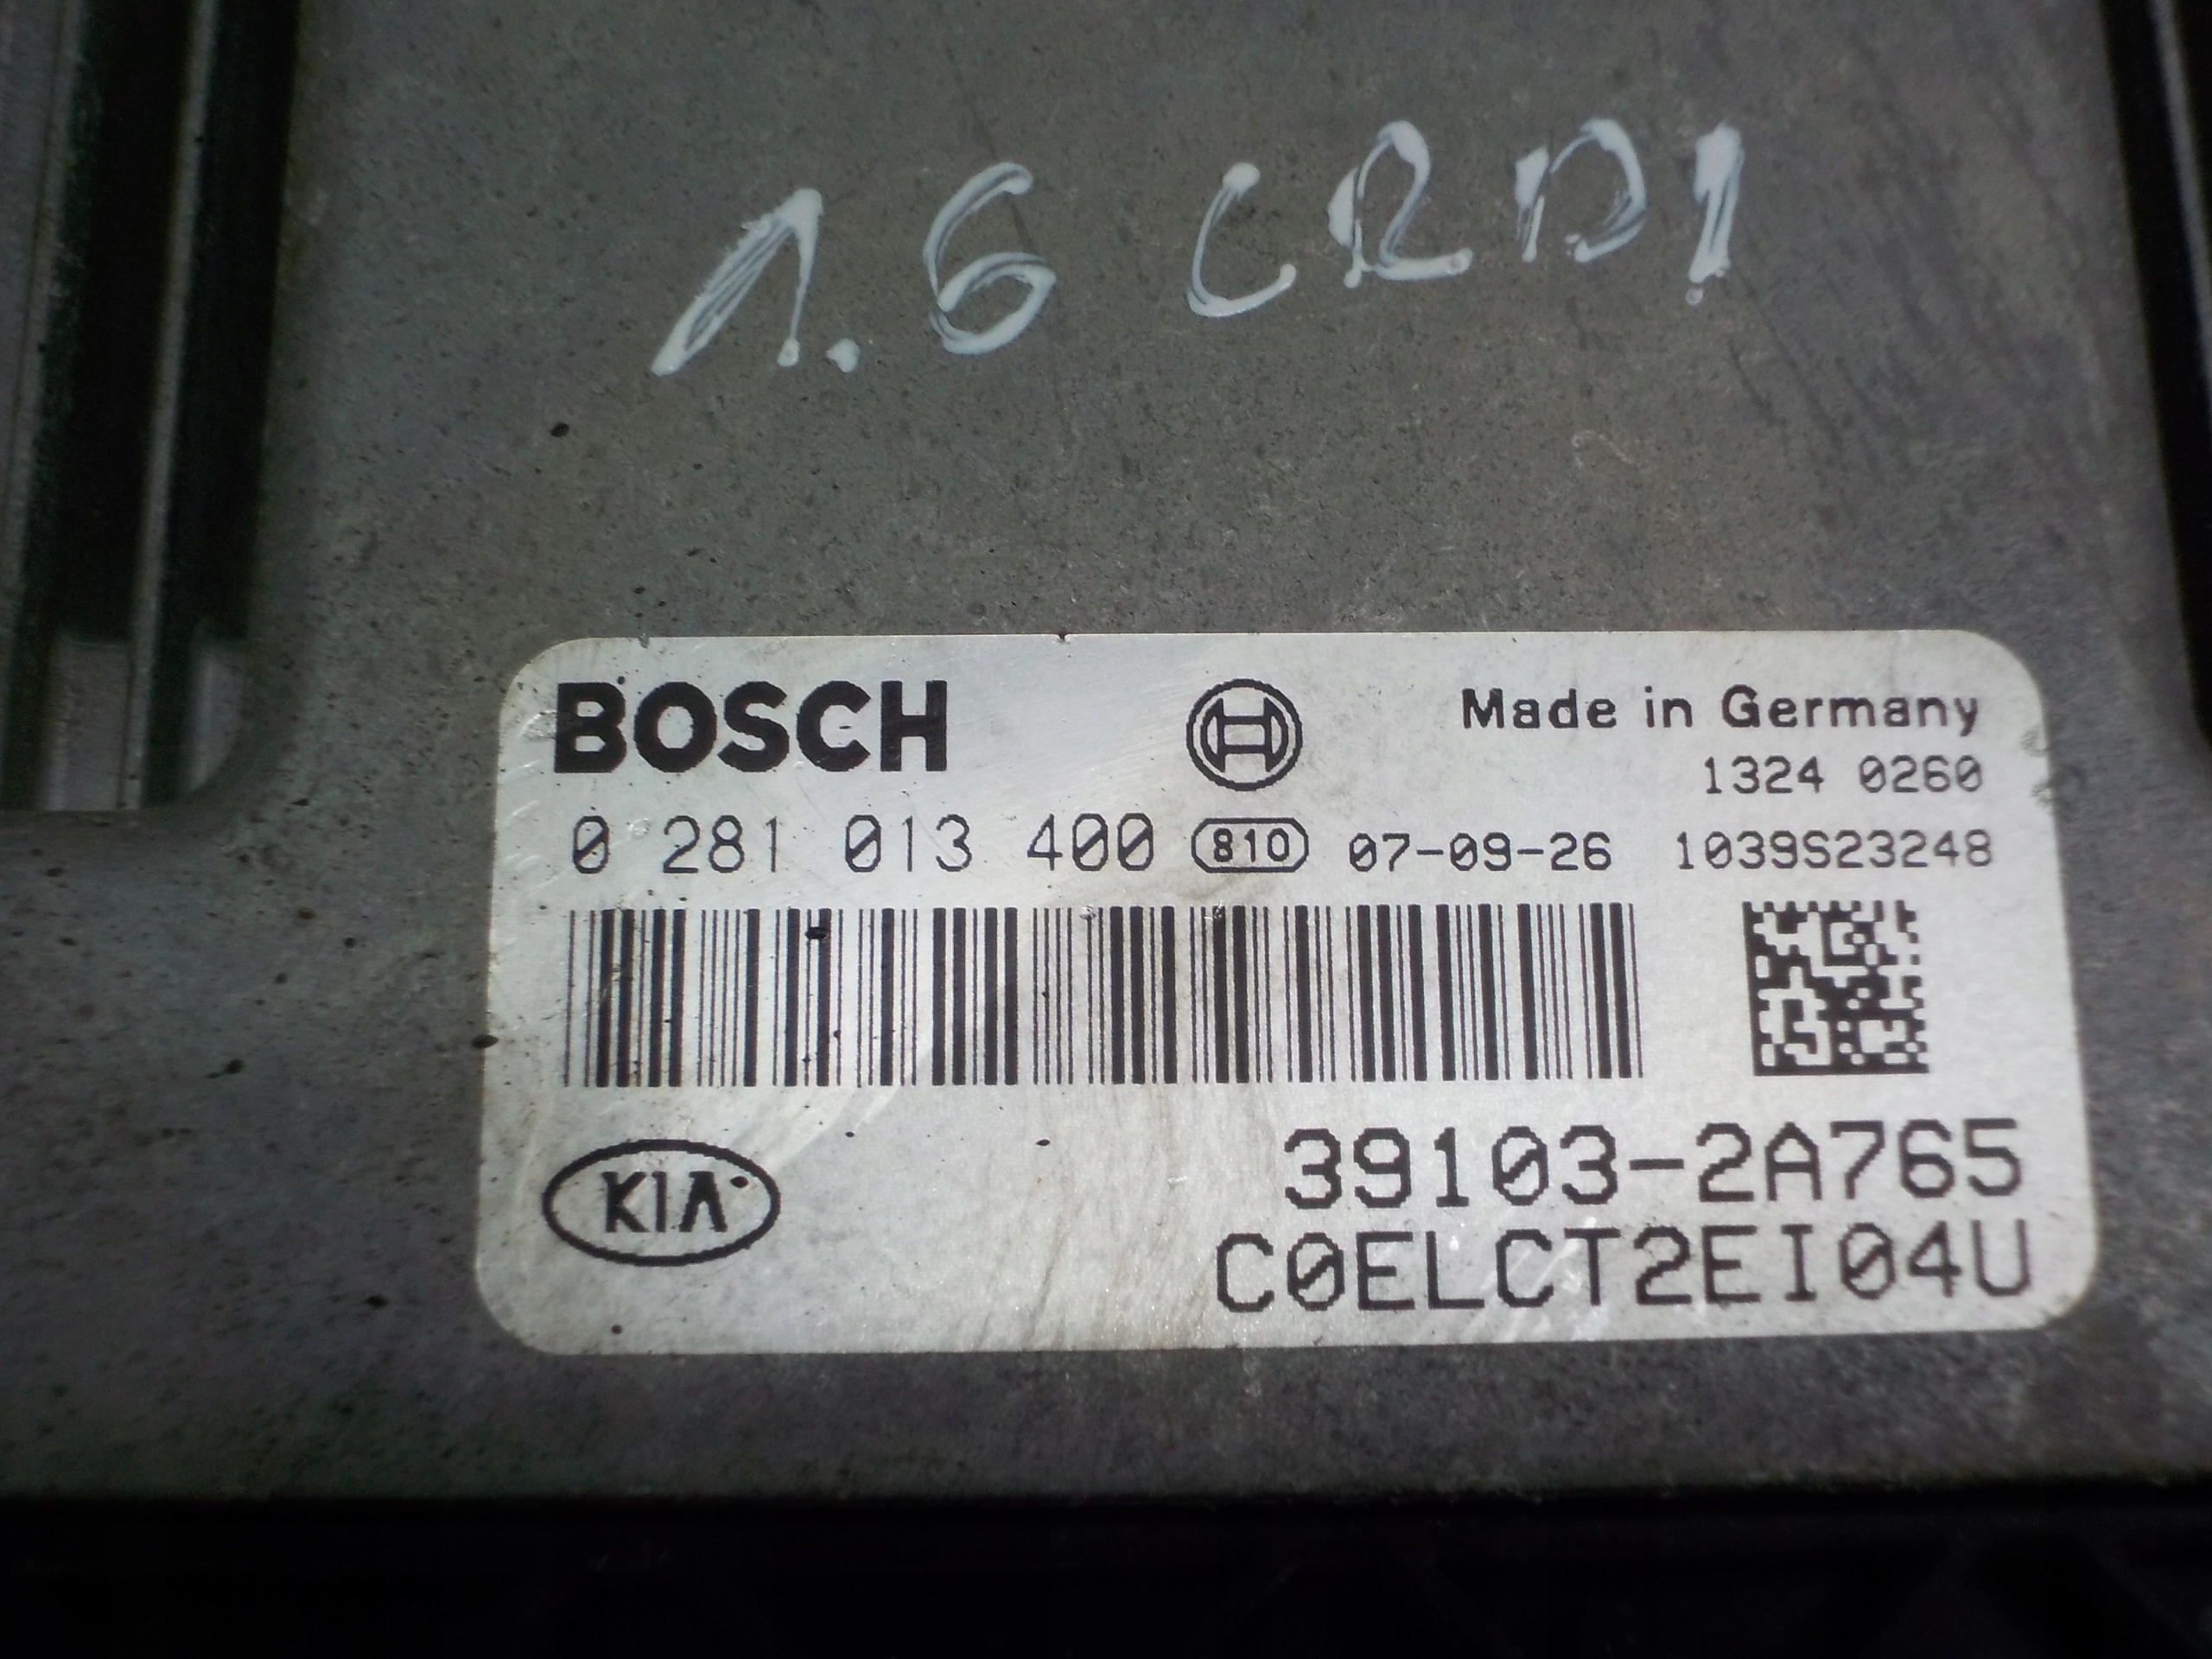 1.6 CRDI
BOSCH Made in Germany
1324 0260
0 281 013 400 810 07-09-26 1039S23248
KIA 39103-2A765
C0ELCT2EI04U